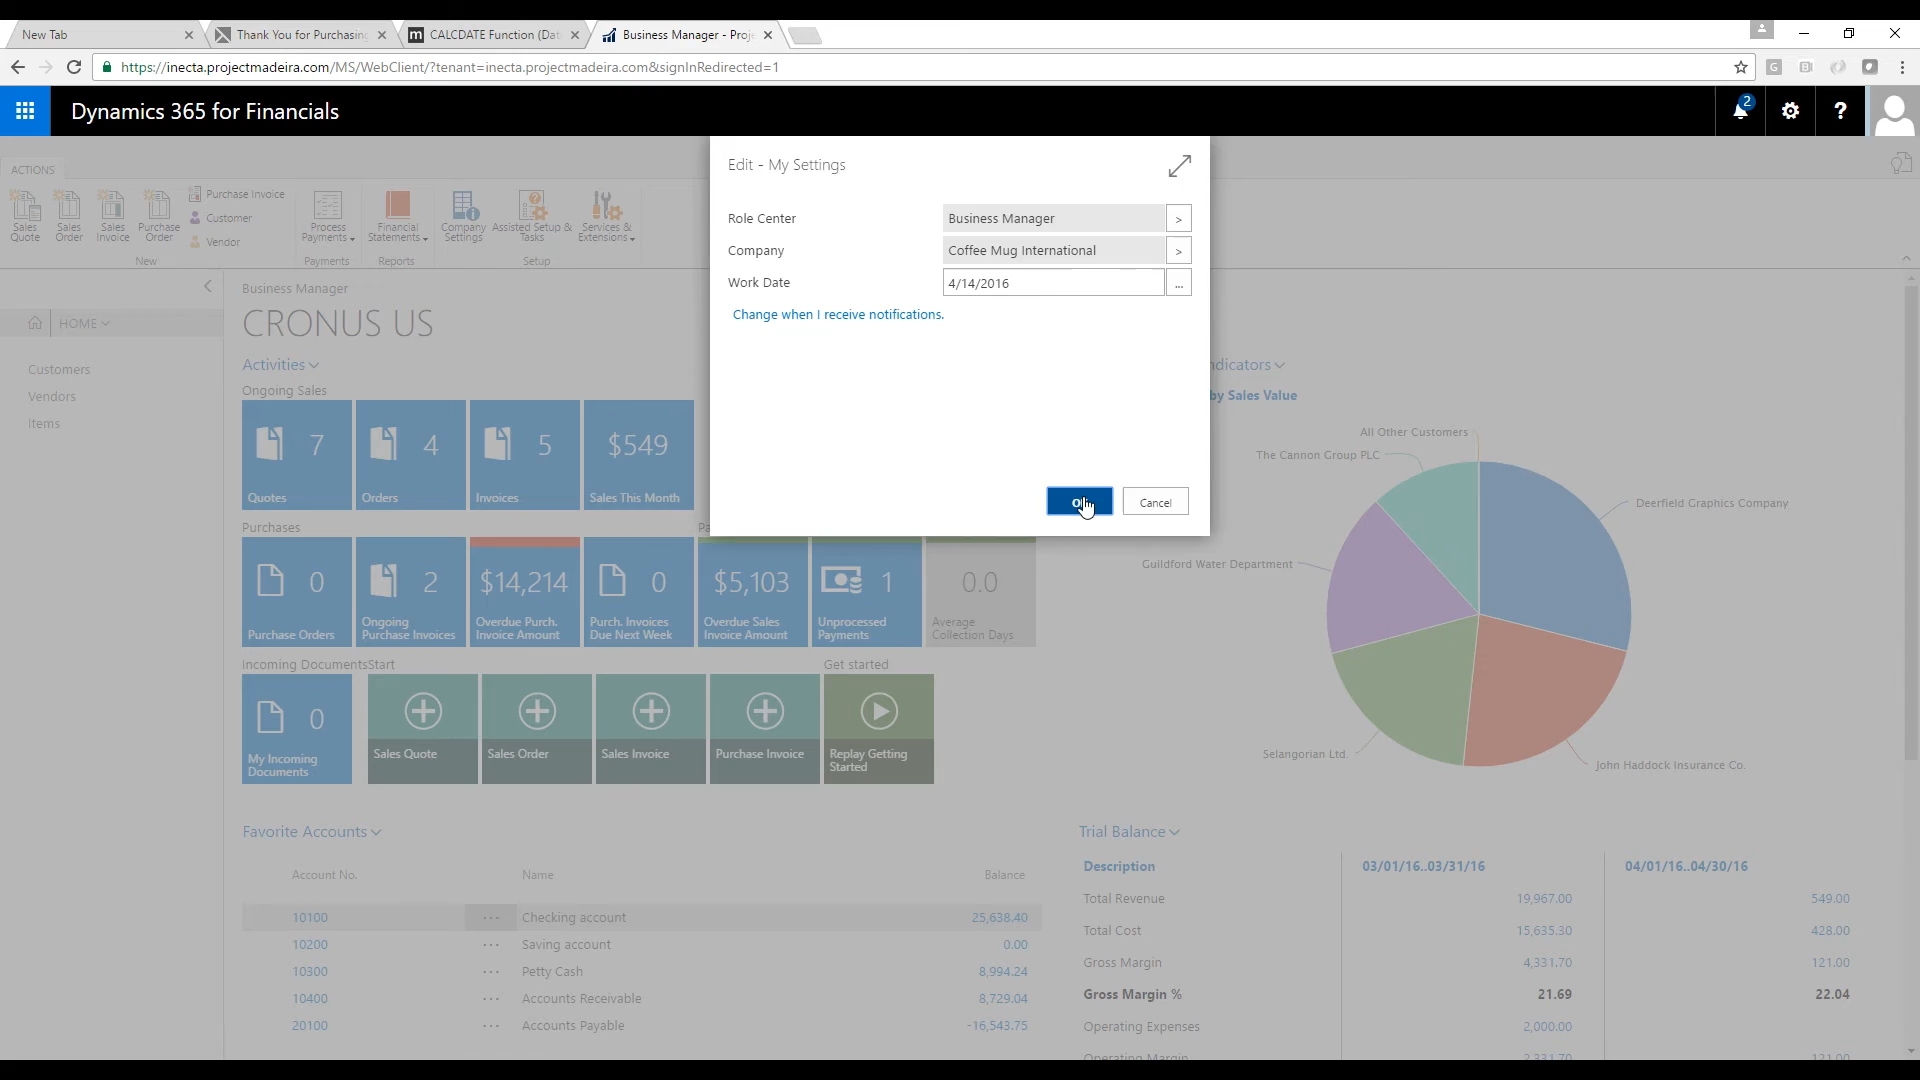 New Tab
Thank You for Purchasing
CALCDATE Function (Dat
Business Manager - Proj
https://inecta.projectmadeira.com/MS/WebClient/?tenant=inecta.projectmadeira.com&signInRedirected=1
Dynamics 365 for Financials
2
?
ACTIONS
Sales Quote
Sales Order
Sales Invoice
Purchase Order
Purchase Invoice
Customer
Vendor
New
Process Payments
Payments
Financial Statements
Reports
Company Settings
Assisted Setup & Tasks
Services & Extensions
Setup
Edit - My Settings
Role Center
Business Manager
>
Company
Coffee Mug International
>
Work Date
4/14/2016
...
Change when I receive notifications.
Cancel
HOME
Customers
Vendors
Items
Business Manager
CRONUS US
Activities
Ongoing Sales
7
Quotes
4
Orders
5
Invoices
$549
Sales This Month
Purchases
0
Purchase Orders
2
Ongoing
Purchase Invoices
$14,214
Overdue Purch.
Invoice Amount
0
Purch. Invoices
Due Next Week
$5,103
Overdue Sales
Invoice Amount
1
Unprocessed
Payments
0.0
Average
Collection Days
Incoming Documents
Start
Get started
0
My Incoming
Documents
Sales Quote
Sales Order
Sales Invoice
Purchase Invoice
Replay Getting
Started
ndicators
by Sales Value
All Other Customers
The Cannon Group PLC
Deerfield Graphics Company
Guildford Water Department
Selangorian Ltd.
John Haddock Insurance Co.
Favorite Accounts
Account No.
Name
Balance
10100
...
Checking account
25,638.40
10200
...
Saving account
0.00
10300
...
Petty Cash
8,994.24
10400
...
Accounts Receivable
8,729.04
20100
...
Accounts Payable
-16,543.75
Trial Balance
Description
03/01/16..03/31/16
04/01/16..04/30/16
Total Revenue
19,967.00
549.00
Total Cost
15,635.30
428.00
Gross Margin
4,331.70
121.00
Gross Margin %
21.69
22.04
Operating Expenses
2,000.00
Operating Margin
2,331.70
121.00